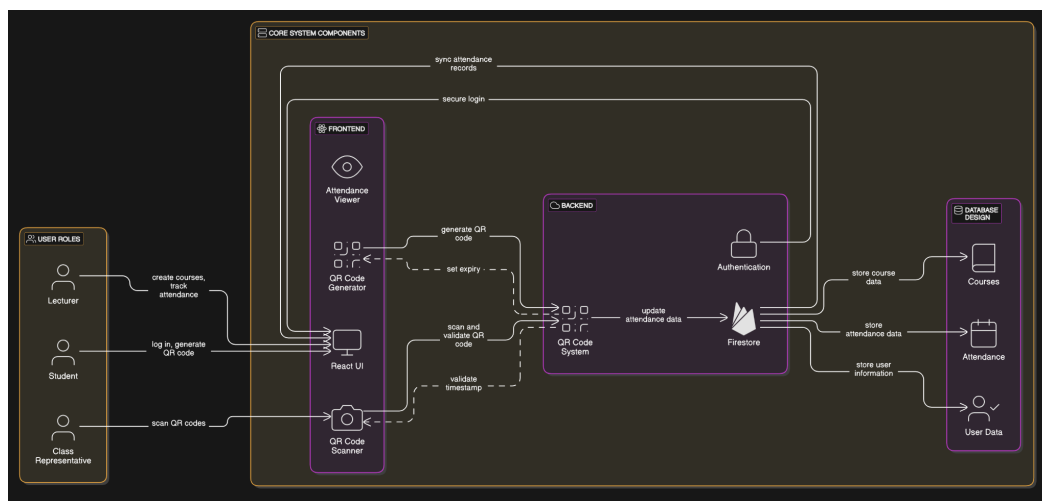 CORE SYSTEM COMPONENTS
sync attendance
records
secure login
FRONTEND
Attendance
Viewer
BACKEND
DATABASE
DESIGN
USER ROLES
generate QR
code
QR Code
Generator
set expiry
Authentication
Courses
Lecturer
create courses,
track
attendance
store course
data
scan and
validate QR
code
QR Code
System
update
attendance data
Firestore
store
attendance data
Attendance
Student
log in, generate
QR code
React UI
validate
timestamp
store user
information
Class
Representative
scan QR codes
QR Code
Scanner
User Data